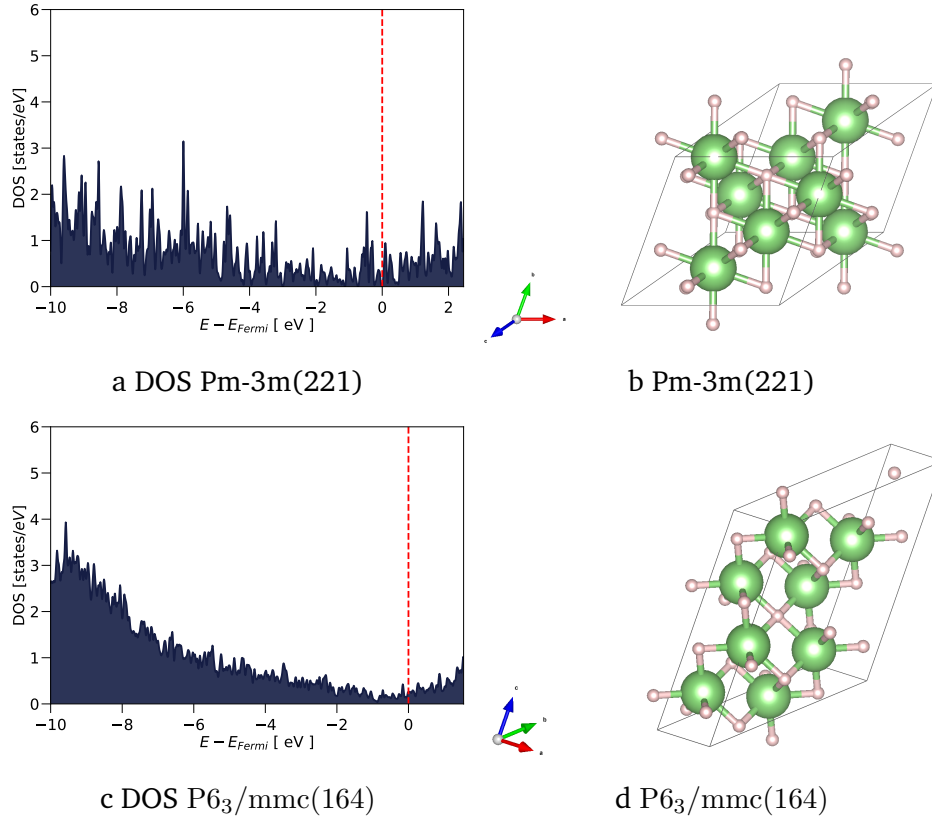 6
5
4
3
2
1
0
DOS [states/eV]
−10 −8 −6 −4 −2 0 2
E − E_Fermi [ eV ]
b
a
c
a DOS Pm-3m(221)
b Pm-3m(221)
6
5
4
3
2
1
0
DOS [states/eV]
−10 −8 −6 −4 −2 0
E − E_Fermi [ eV ]
c
b
a
c DOS P6₃/mmc(164)
d P6₃/mmc(164)